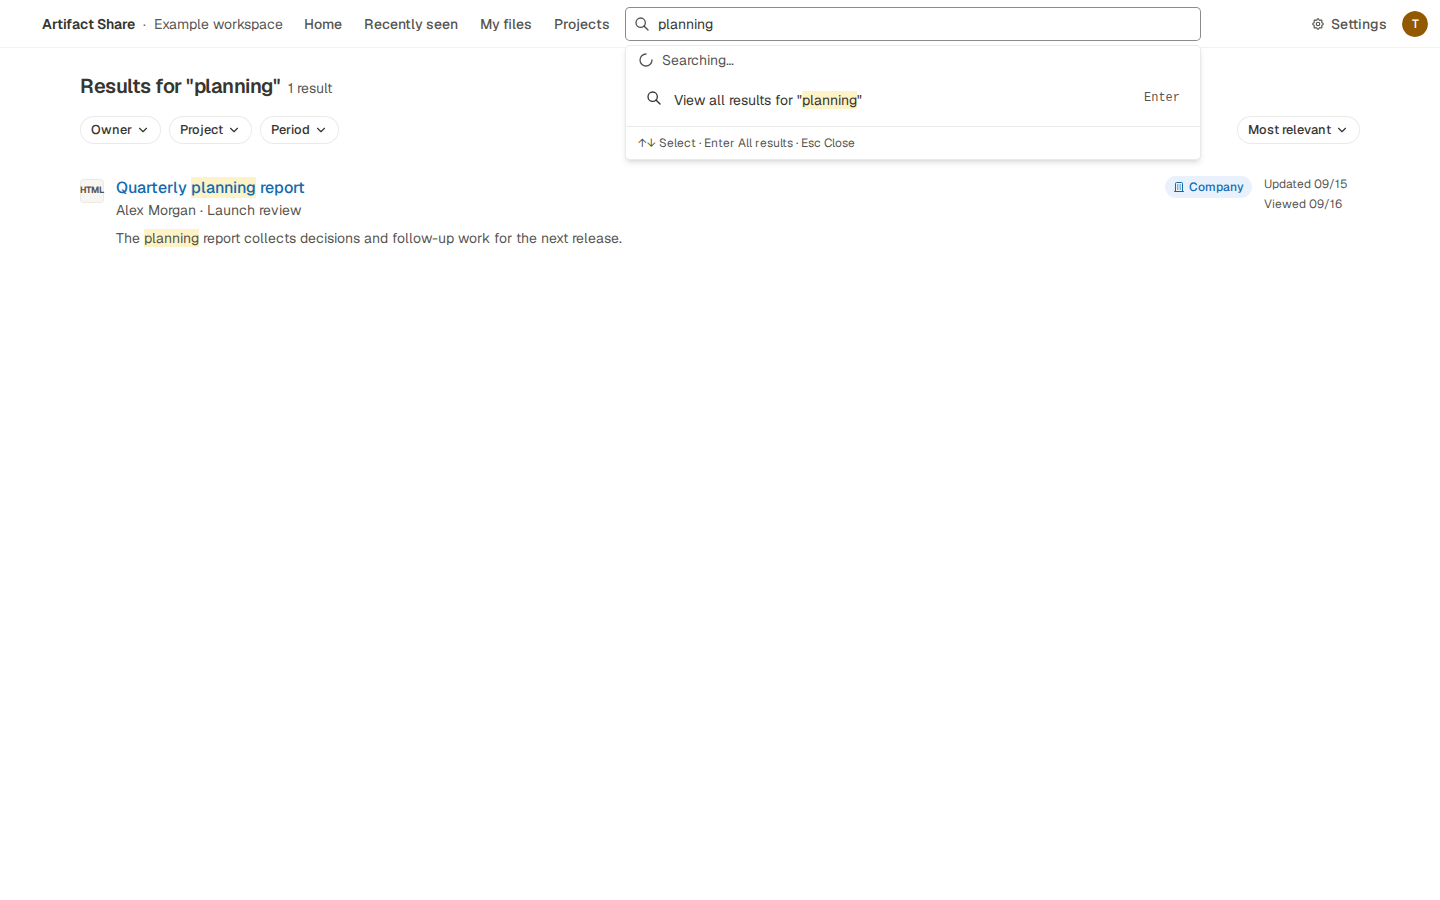 Artifact Share · Example workspace Home Recently seen My files Projects planning Settings T
Searching…
View all results for "planning" Enter
↑↓ Select · Enter All results · Esc Close
Results for "planning" 1 result
Owner Project Period Most relevant
HTML Quarterly planning report Company Updated 09/15
Alex Morgan · Launch review Viewed 09/16
The planning report collects decisions and follow-up work for the next release.